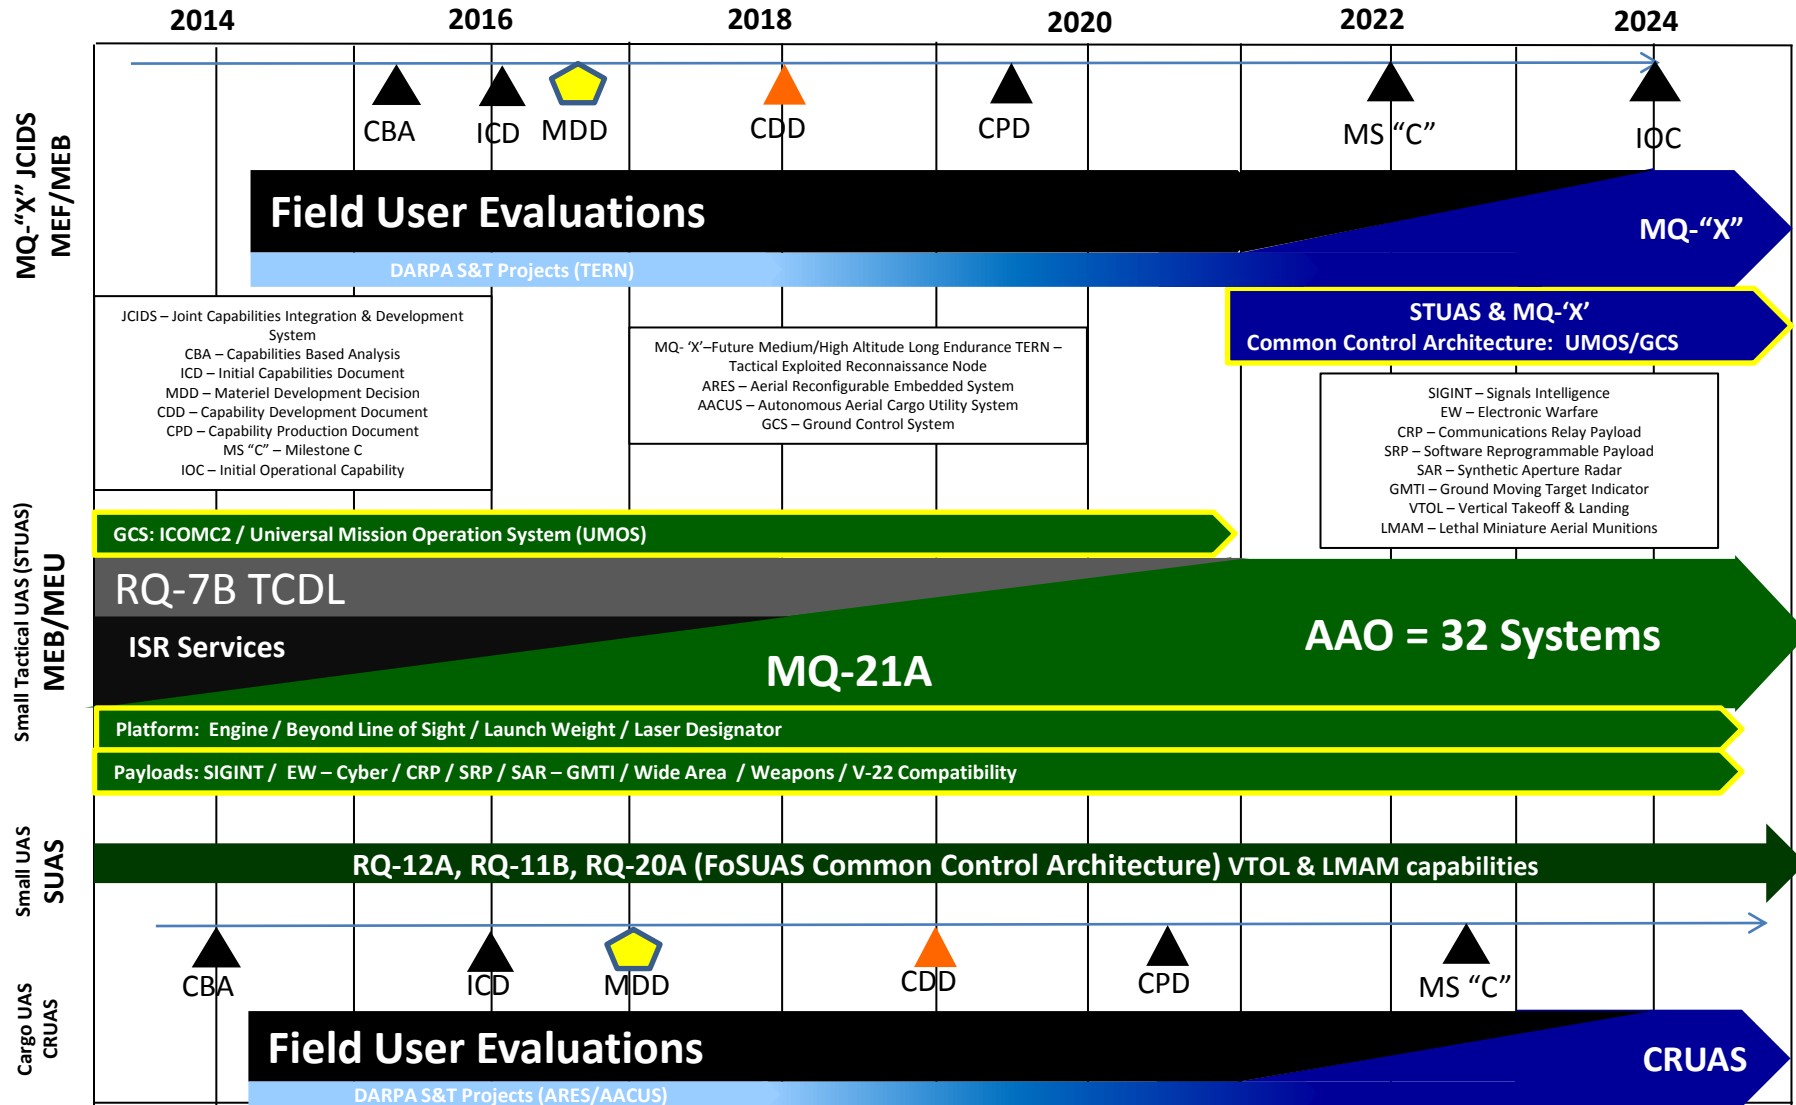 2014 2016 2018 2020 2022 2024
MQ-“X” JCIDS
MEF/MEB
CBA ICD MDD CDD CPD MS “C” IOC
Field User Evaluations
MQ-“X”
DARPA S&T Projects (TERN)
STUAS & MQ-‘X’
Common Control Architecture: UMOS/GCS
JCIDS – Joint Capabilities Integration & Development
System
CBA – Capabilities Based Analysis
ICD – Initial Capabilities Document
MDD – Materiel Development Decision
CDD – Capability Development Document
CPD – Capability Production Document
MS “C” – Milestone C
IOC – Initial Operational Capability
MQ- ‘X’–Future Medium/High Altitude Long Endurance TERN –
Tactical Exploited Reconnaissance Node
ARES – Aerial Reconfigurable Embedded System
AACUS – Autonomous Aerial Cargo Utility System
GCS – Ground Control System
SIGINT – Signals Intelligence
EW – Electronic Warfare
CRP – Communications Relay Payload
SRP – Software Reprogrammable Payload
SAR – Synthetic Aperture Radar
GMTI – Ground Moving Target Indicator
VTOL – Vertical Takeoff & Landing
LMAM – Lethal Miniature Aerial Munitions
Small Tactical UAS (STUAS)
MEB/MEU
GCS: ICOMC2 / Universal Mission Operation System (UMOS)
RQ-7B TCDL
ISR Services
MQ-21A
AAO = 32 Systems
Platform: Engine / Beyond Line of Sight / Launch Weight / Laser Designator
Payloads: SIGINT / EW – Cyber / CRP / SRP / SAR – GMTI / Wide Area / Weapons / V-22 Compatibility
Small UAS
SUAS
RQ-12A, RQ-11B, RQ-20A (FoSUAS Common Control Architecture) VTOL & LMAM capabilities
Cargo UAS
CRUAS
CBA ICD MDD CDD CPD MS “C”
Field User Evaluations
CRUAS
DARPA S&T Projects (ARES/AACUS)